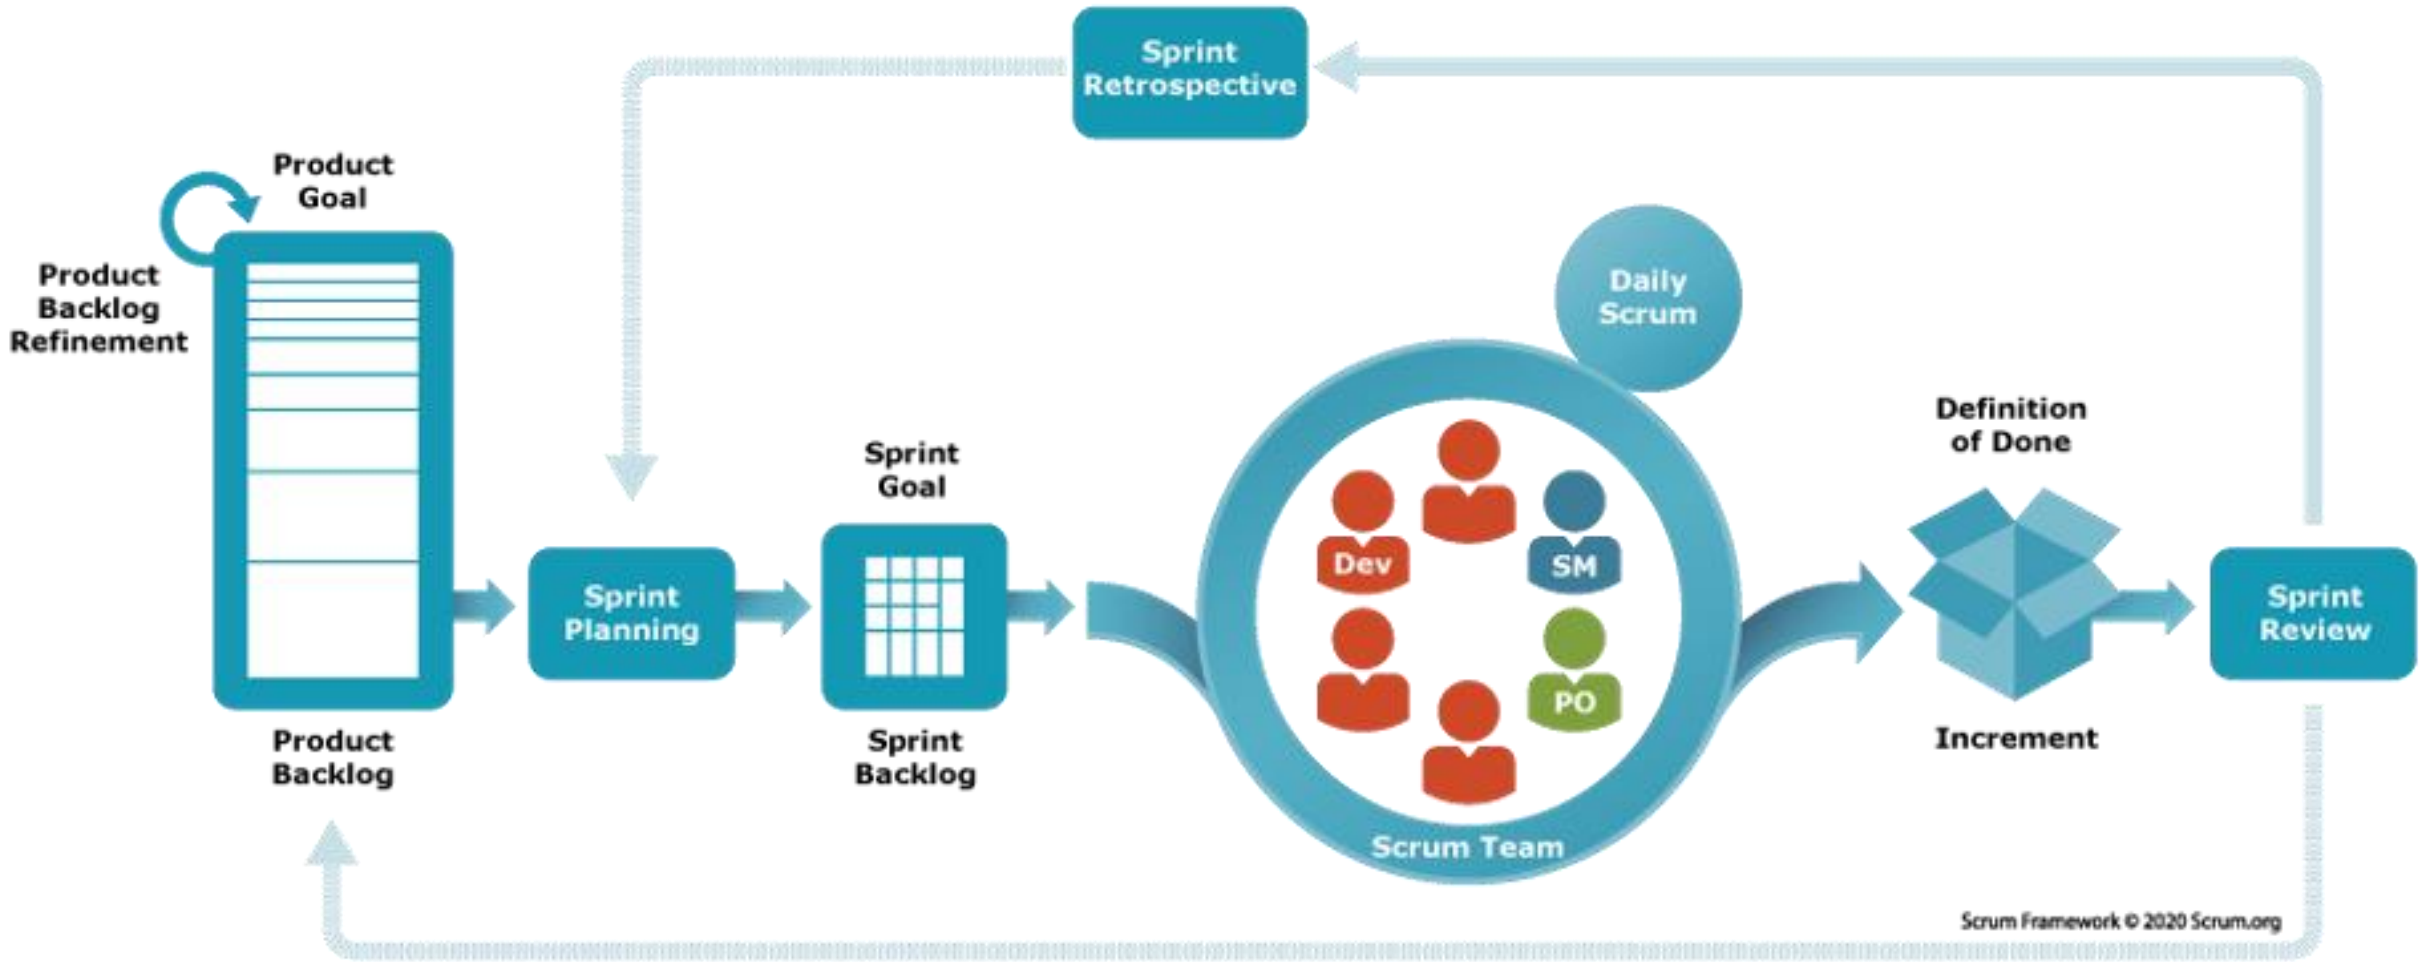 Sprint
Retrospective
Product
Goal
Product
Backlog
Refinement
Daily
Scrum
Definition
of Done
Sprint
Goal
Dev
SM
Sprint
Planning
Sprint
Review
PO
Product
Backlog
Sprint
Backlog
Increment
Scrum Team
Scrum Framework © 2020 Scrum.org